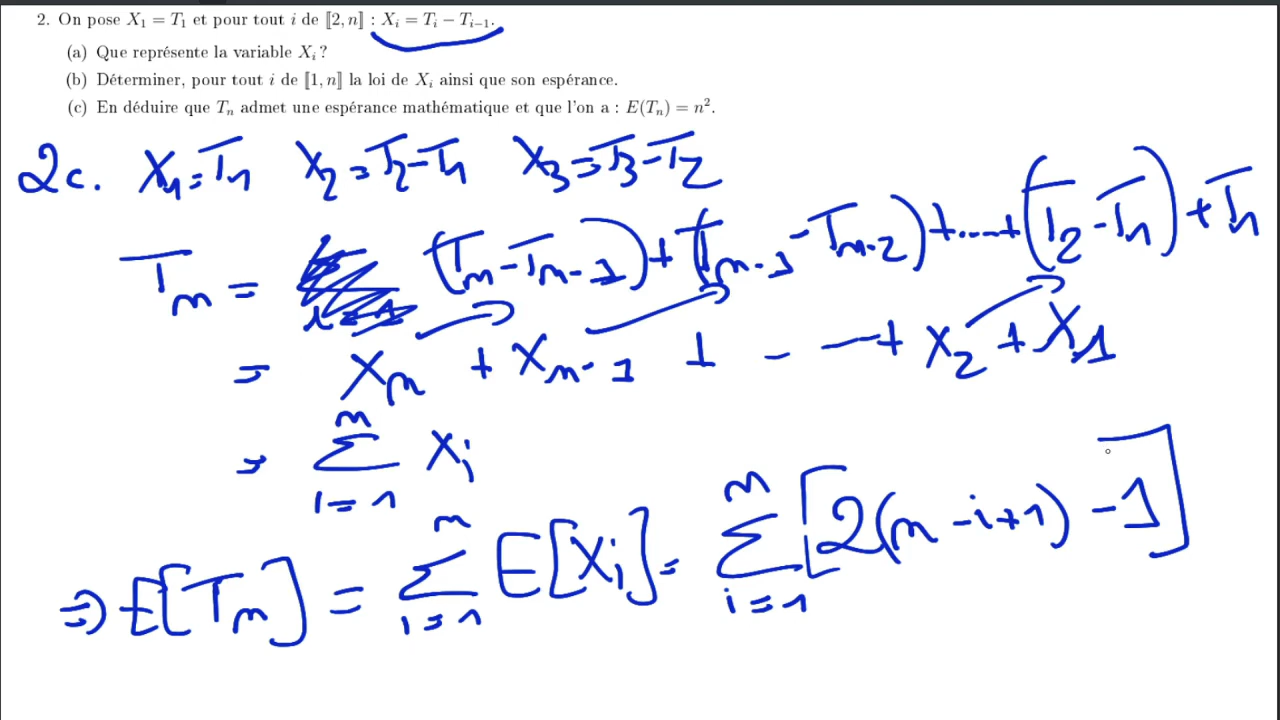 2. On pose X₁ = T₁ et pour tout i de ⟦2, n⟧ : Xᵢ = Tᵢ − Tᵢ₋₁.
(a) Que représente la variable Xᵢ ?
(b) Déterminer, pour tout i de ⟦1, n⟧ la loi de Xᵢ ainsi que son espérance.
(c) En déduire que Tₙ admet une espérance mathématique et que l'on a : E(Tₙ) = n².
2c. X₁ = T₁ X₂ = T₂ − T₁ X₃ = T₃ − T₂
Tₙ = (Tₙ − Tₙ₋₁) + (Tₙ₋₁ − Tₙ₋₂) + .... + (T₂ − T₁) + T₁
= Xₙ + Xₙ₋₁ + - - + X₂ + X₁
= ∑ᵢ₌₁ⁿ Xᵢ
⇒ E[Tₙ] = ∑ᵢ₌₁ⁿ E[Xᵢ] = ∑ᵢ₌₁ⁿ [2(n − i + 1) − 1]